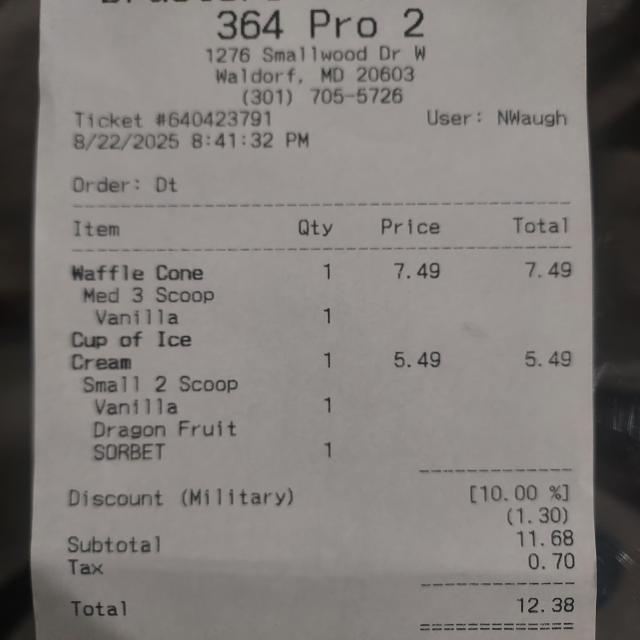 364 Pro 2
1276 Smallwood Dr W
Waldorf, MD 20603
(301) 705-5726
Ticket #640423791 User: NWaugh
8/22/2025 8:41:32 PM
Order: Dt
Item Qty Price Total
Waffle Cone 1 7.49 7.49
Med 3 Scoop
Vanilla 1
Cup of Ice
Cream 1 5.49 5.49
Small 2 Scoop
Vanilla 1
Dragon Fruit
SORBET 1
Discount (Military) [10.00 %]
(1.30)
Subtotal 11.68
Tax 0.70
Total 12.38